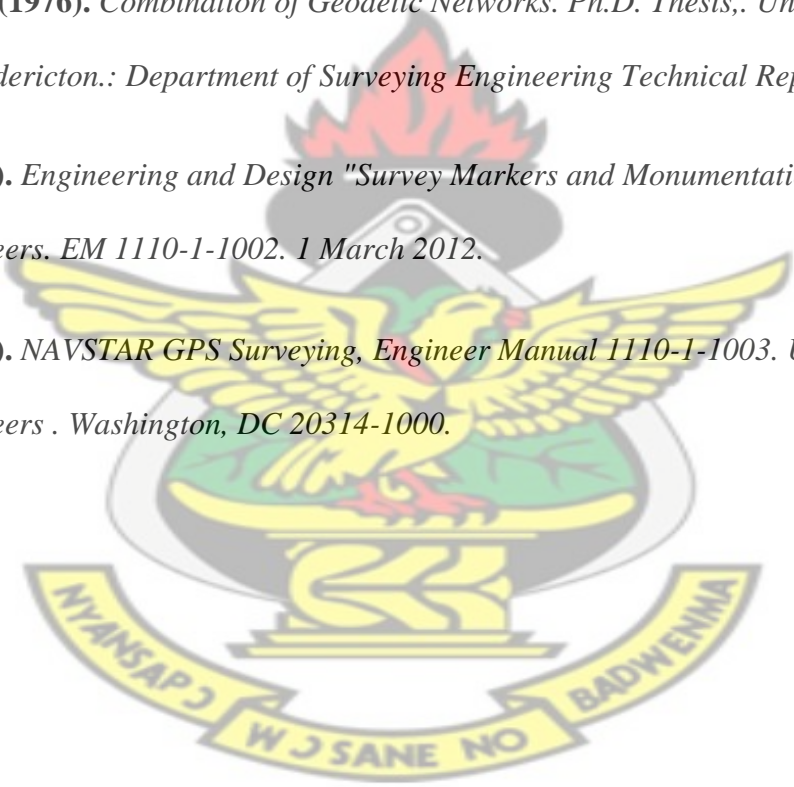 (1976). Combination of Geodetic Networks. Ph.D. Thesis,. Un
dericton.: Department of Surveying Engineering Technical Rep
). Engineering and Design "Survey Markers and Monumentati
eers. EM 1110-1-1002. 1 March 2012.
). NAVSTAR GPS Surveying, Engineer Manual 1110-1-1003. U
eers . Washington, DC 20314-1000.
NYANSAPƆ
WƆ SANE NO
BADWENMA